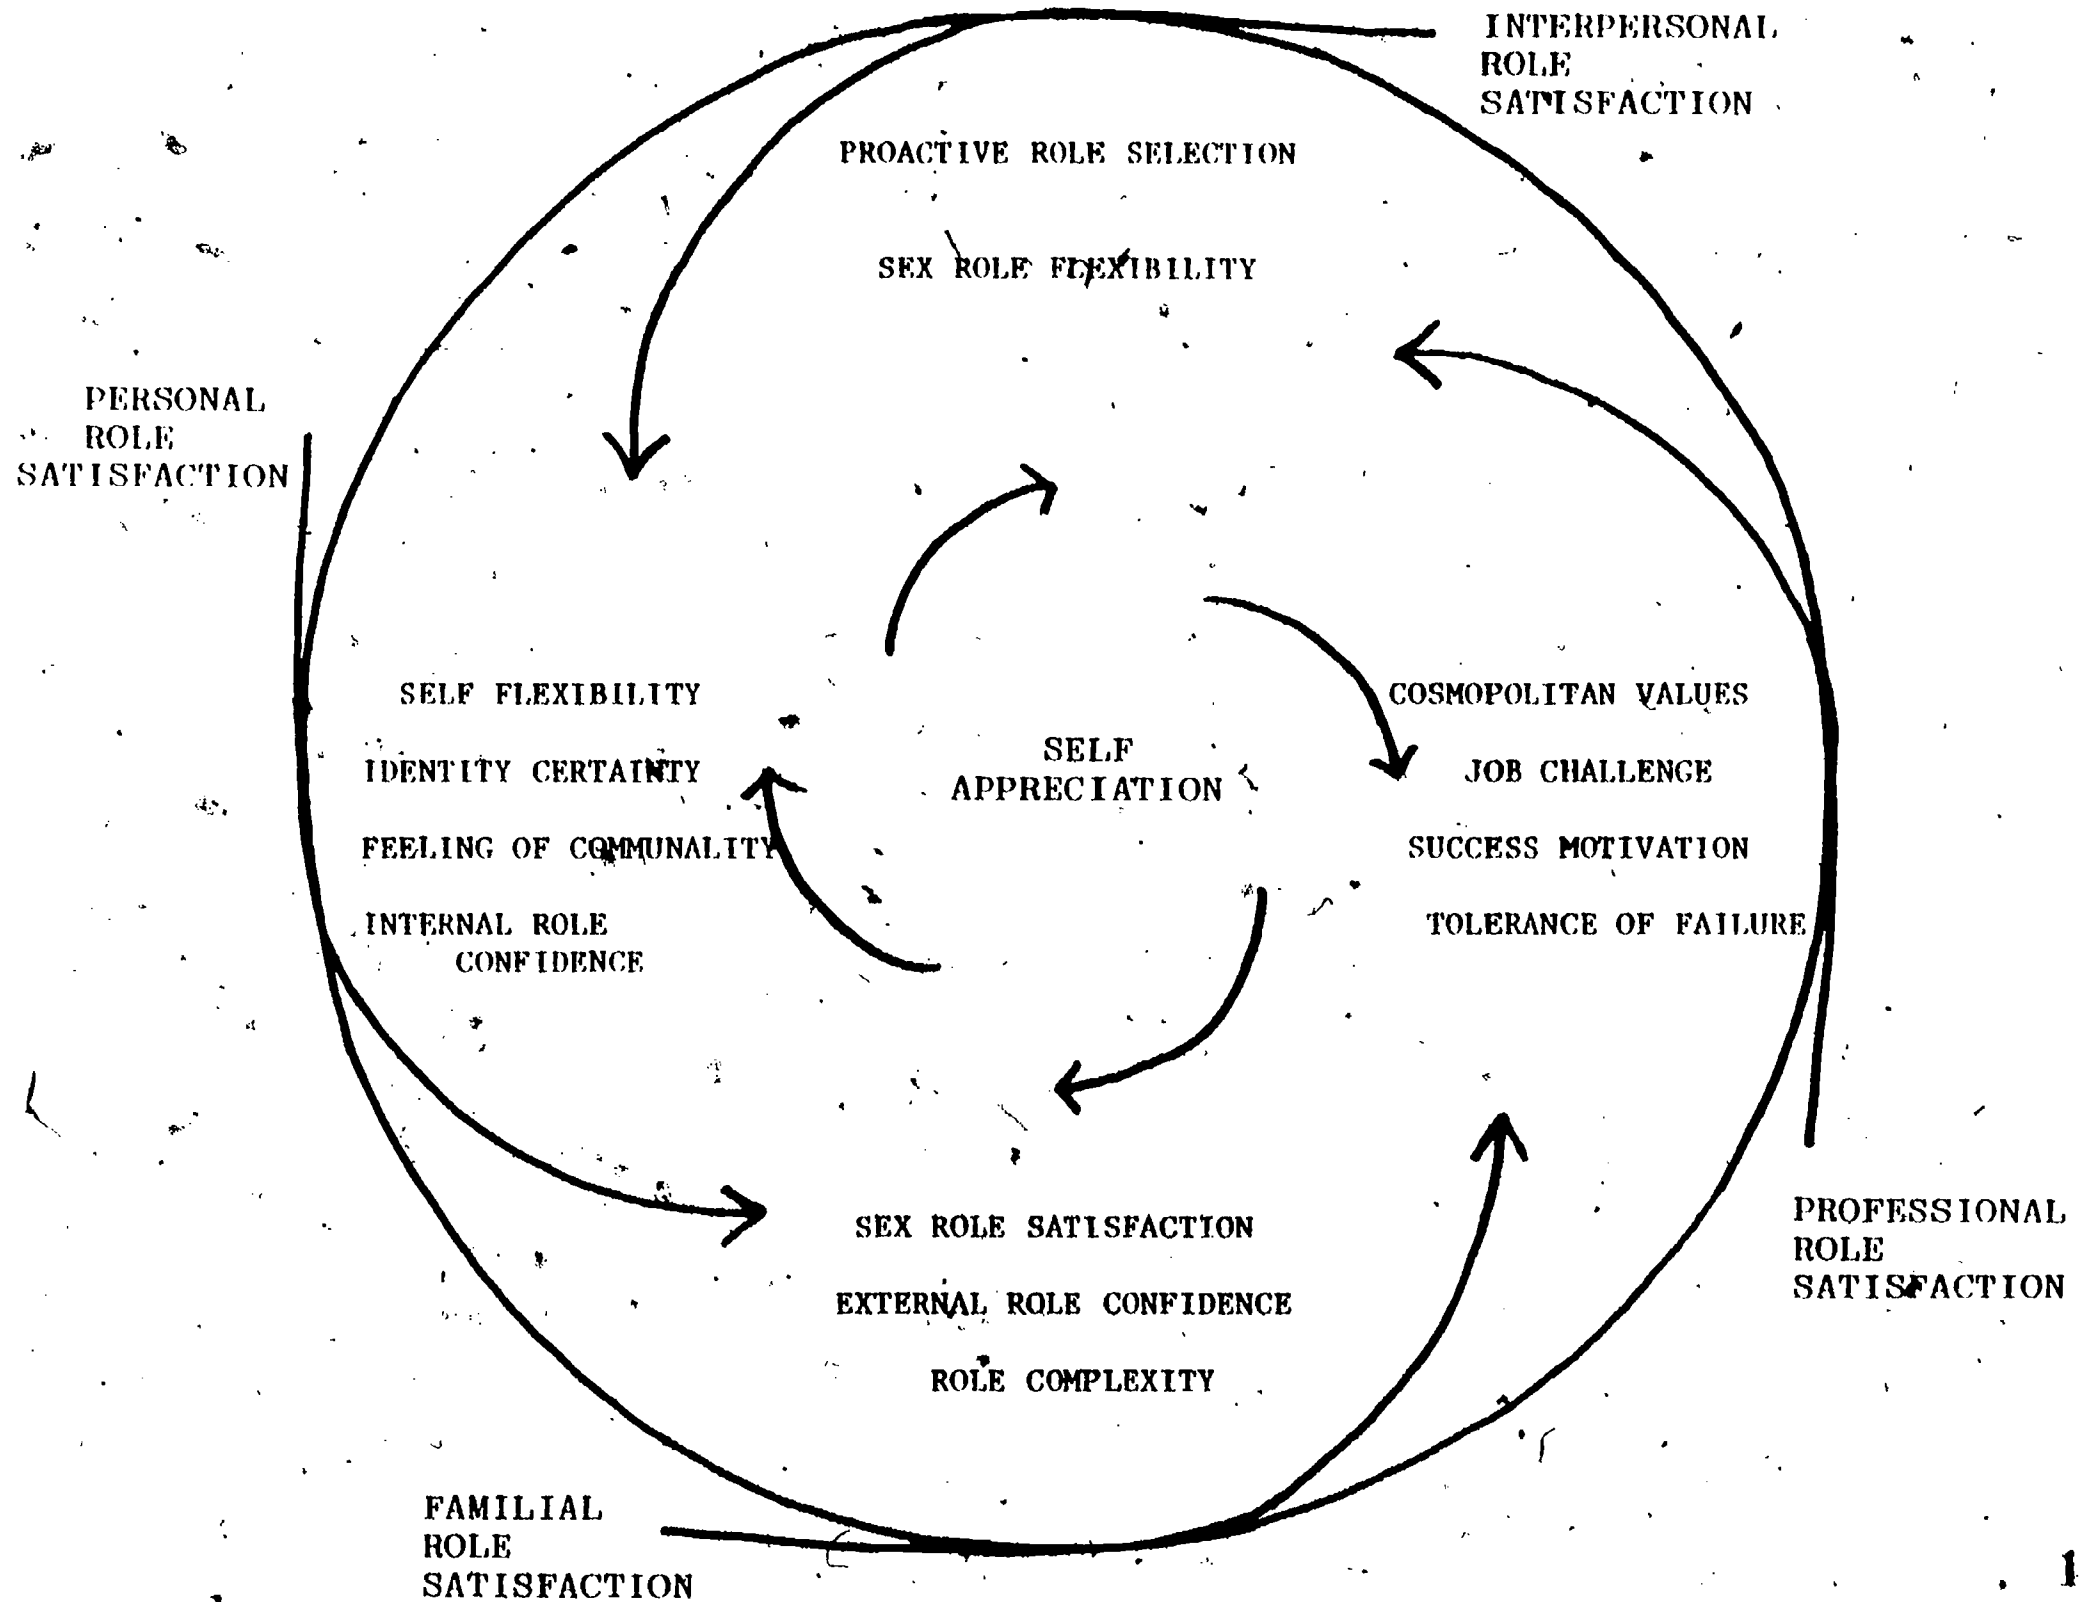 INTERPERSONAL
ROLE
SATISFACTION
PROACTIVE ROLE SELECTION
SEX ROLE FLEXIBILITY
PERSONAL
ROLE
SATISFACTION
SELF FLEXIBILITY
IDENTITY CERTAINTY
FEELING OF COMMUNALITY
INTERNAL ROLE
CONFIDENCE
SELF
APPRECIATION
COSMOPOLITAN VALUES
JOB CHALLENGE
SUCCESS MOTIVATION
TOLERANCE OF FAILURE
SEX ROLE SATISFACTION
EXTERNAL ROLE CONFIDENCE
ROLE COMPLEXITY
PROFESSIONAL
ROLE
SATISFACTION
FAMILIAL
ROLE
SATISFACTION
1